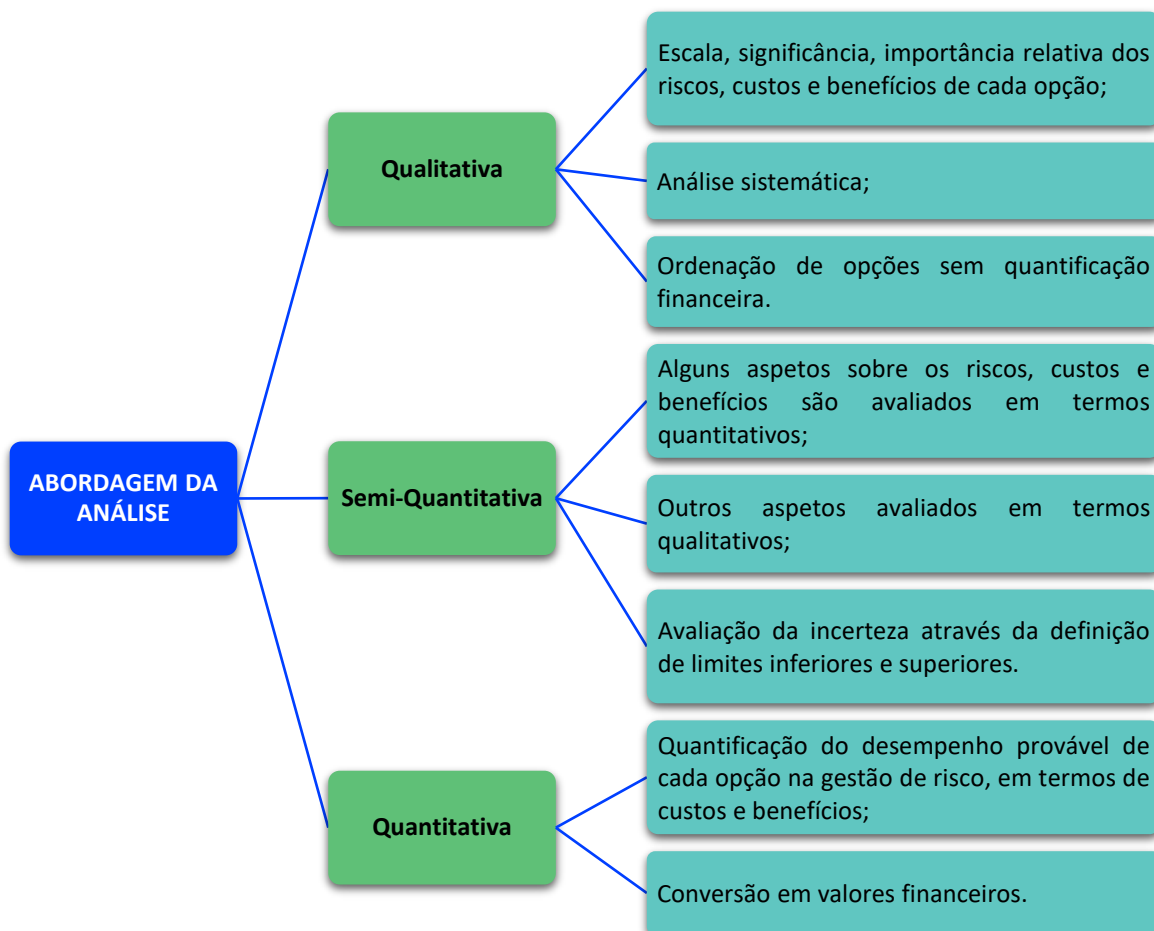 Escala, significância, importância relativa dos
riscos, custos e benefícios de cada opção;
Qualitativa
Análise sistemática;
Ordenação de opções sem quantificação
financeira.
Alguns aspetos sobre os riscos, custos e
benefícios são avaliados em termos
quantitativos;
ABORDAGEM DA
ANÁLISE
Semi-Quantitativa
Outros aspetos avaliados em termos
qualitativos;
Avaliação da incerteza através da definição
de limites inferiores e superiores.
Quantificação do desempenho provável de
cada opção na gestão de risco, em termos de
custos e benefícios;
Quantitativa
Conversão em valores financeiros.